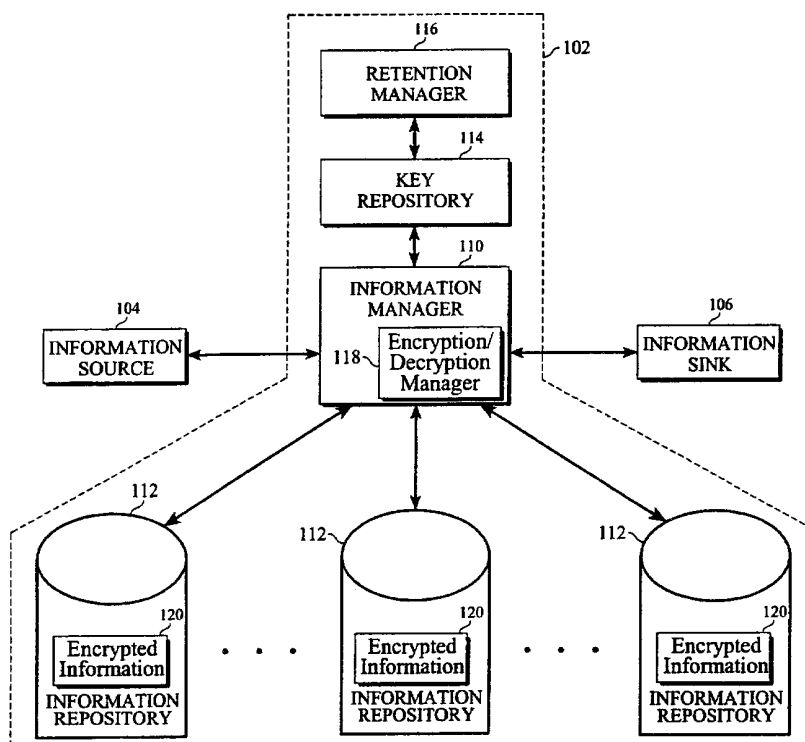 116
RETENTION
MANAGER
102
114
KEY
REPOSITORY
110
INFORMATION
MANAGER
104
INFORMATION
SOURCE
118
Encryption/
Decryption
Manager
106
INFORMATION
SINK
112
112
112
120
Encrypted
Information
INFORMATION
REPOSITORY
. . .
120
Encrypted
Information
INFORMATION
REPOSITORY
. . .
120
Encrypted
Information
INFORMATION
REPOSITORY